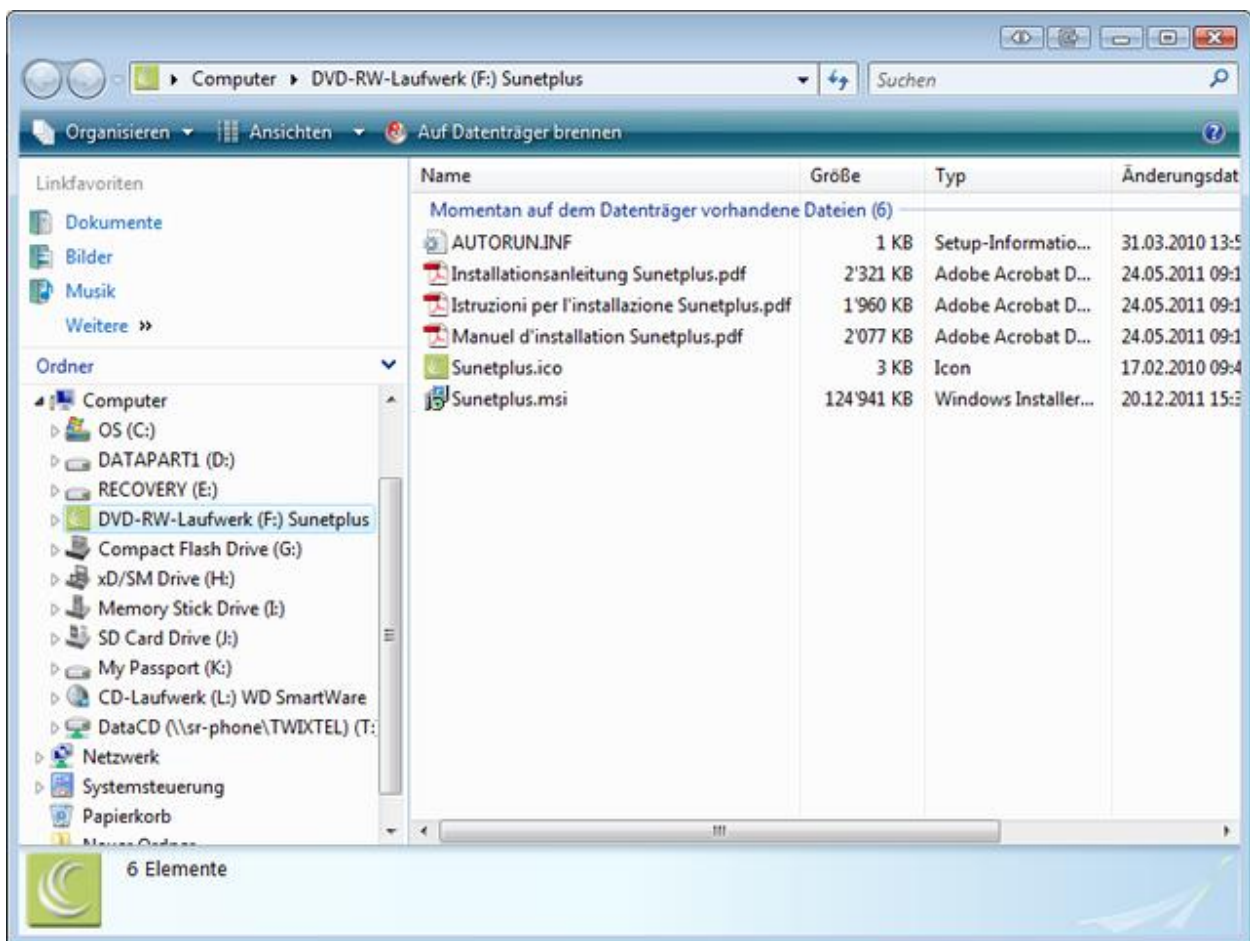 Computer ▸ DVD-RW-Laufwerk (F:) Sunetplus Suchen
Organisieren Ansichten Auf Datenträger brennen
Linkfavoriten
Dokumente
Bilder
Musik
Weitere »
Ordner
Computer
OS (C:)
DATAPART1 (D:)
RECOVERY (E:)
DVD-RW-Laufwerk (F:) Sunetplus
Compact Flash Drive (G:)
xD/SM Drive (H:)
Memory Stick Drive (I:)
SD Card Drive (J:)
My Passport (K:)
CD-Laufwerk (L:) WD SmartWare
DataCD (\\sr-phone\TWIXTEL) (T:
Netzwerk
Systemsteuerung
Papierkorb
Name Größe Typ Änderungsdat
Momentan auf dem Datenträger vorhandene Dateien (6)
AUTORUN.INF 1 KB Setup-Informatio... 31.03.2010 13:5
Installationsanleitung Sunetplus.pdf 2'321 KB Adobe Acrobat D... 24.05.2011 09:1
Istruzioni per l'installazione Sunetplus.pdf 1'960 KB Adobe Acrobat D... 24.05.2011 09:1
Manuel d'installation Sunetplus.pdf 2'077 KB Adobe Acrobat D... 24.05.2011 09:1
Sunetplus.ico 3 KB Icon 17.02.2010 09:4
Sunetplus.msi 124'941 KB Windows Installer... 20.12.2011 15:3
6 Elemente